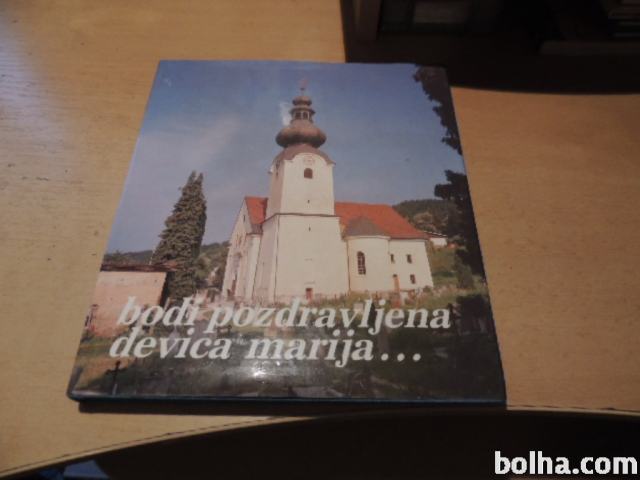 bodi pozdravljena
devica marija...
bolha.com